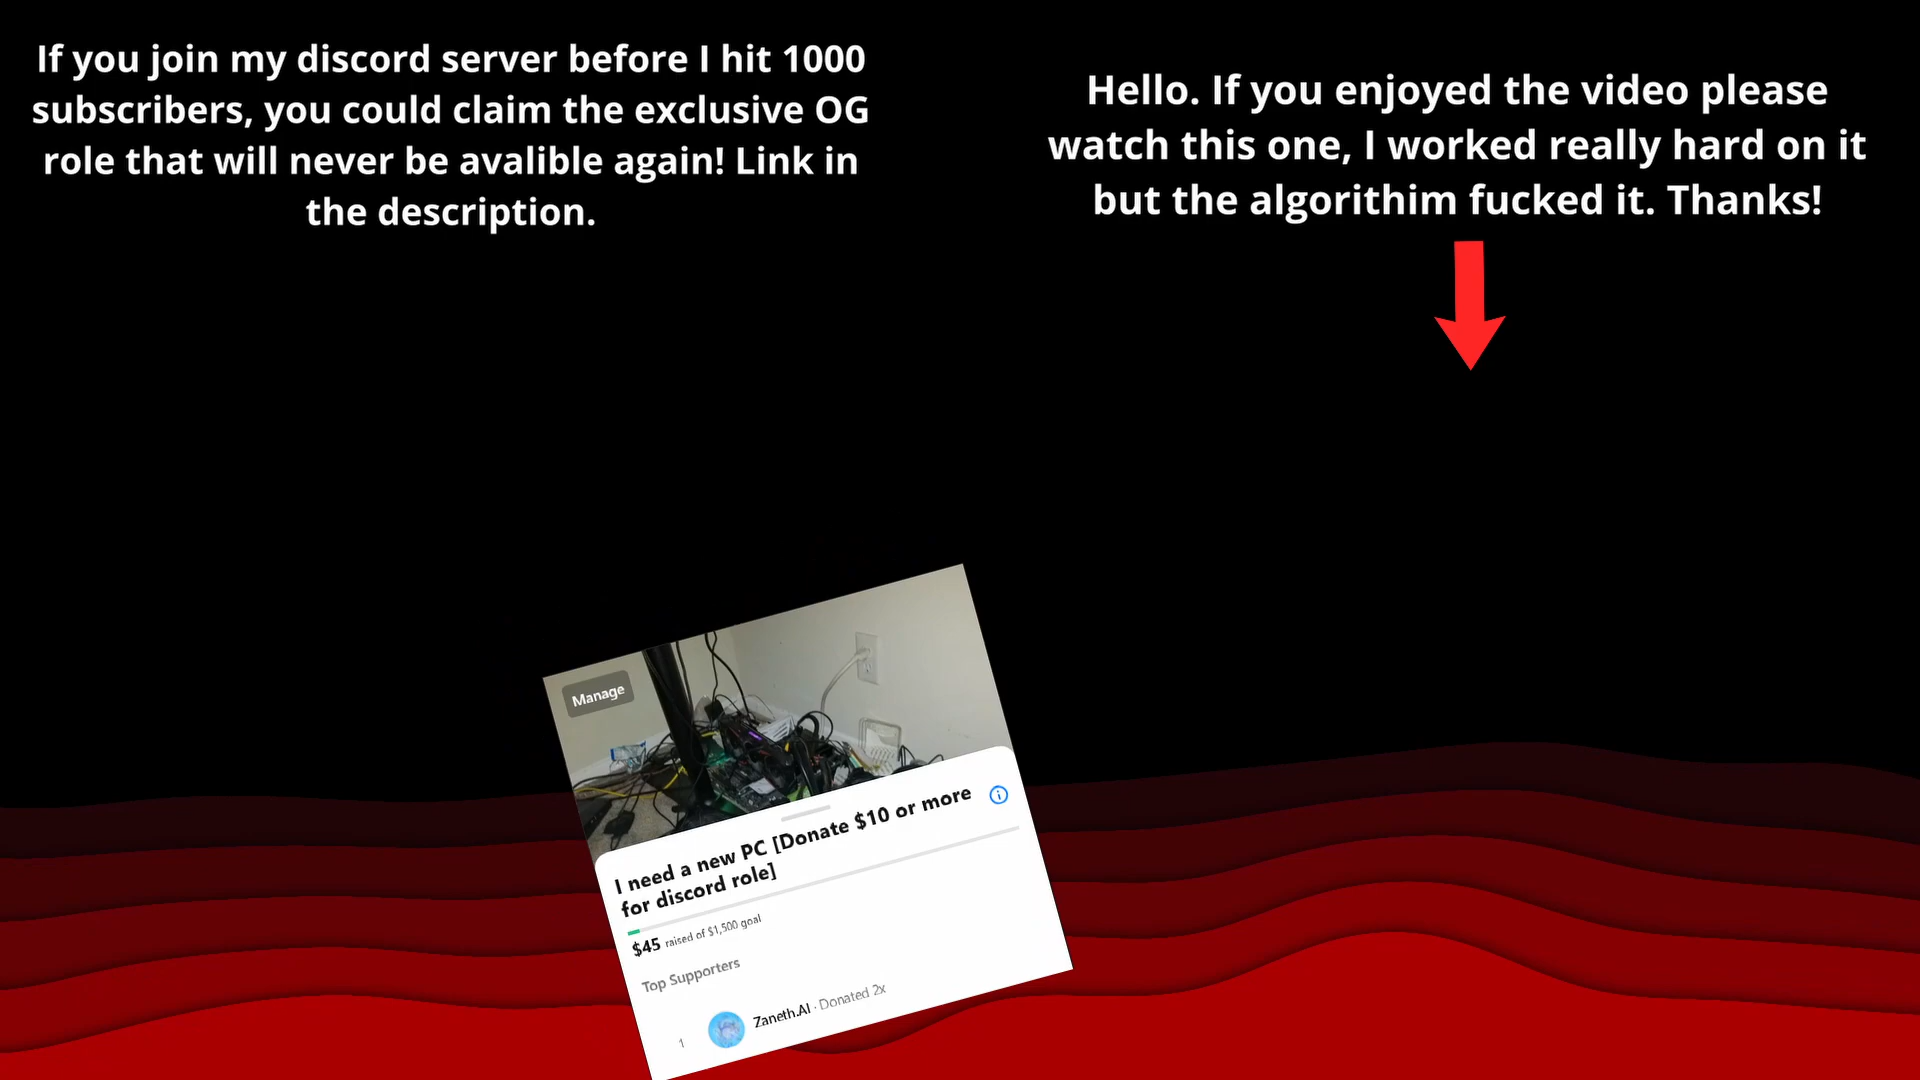 If you join my discord server before I hit 1000
subscribers, you could claim the exclusive OG
role that will never be avalible again! Link in
the description.
Hello. If you enjoyed the video please
watch this one, I worked really hard on it
but the algorithim fucked it. Thanks!
Manage
I need a new PC [Donate $10 or more
for discord role]
$45 raised of $1,500 goal
Top Supporters
1 Zaneth.AI · Donated 2x